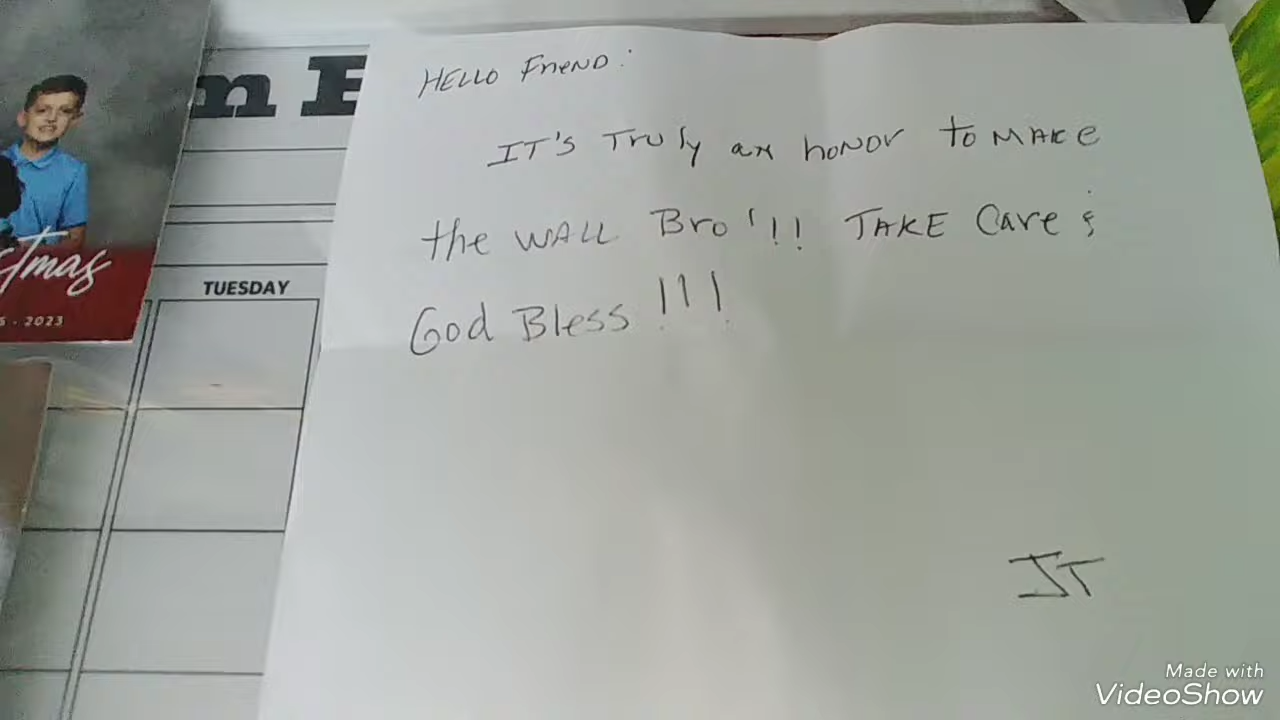 HELLO Friend:
IT'S Truly an honor to MAKE
the WALL Bro'!! TAKE Care &
God Bless!!!
JT
m
TUESDAY
stmas
- 2023
Made with
VideoShow